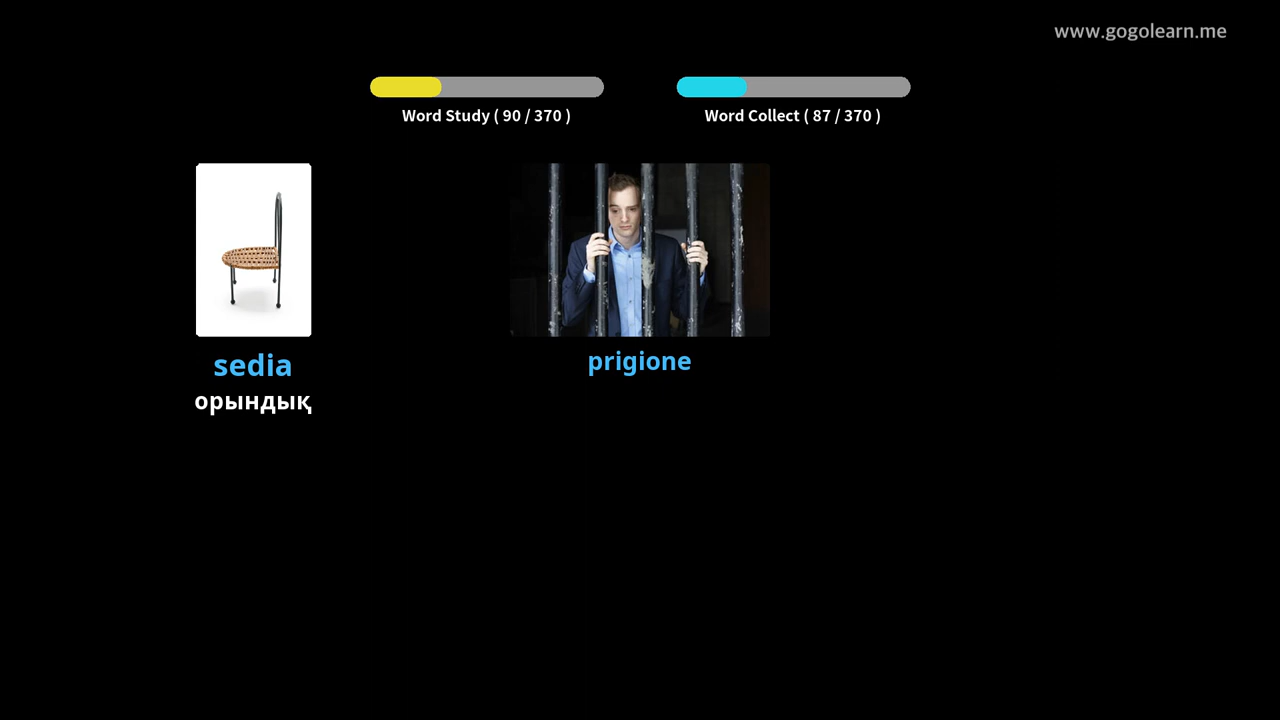 www.gogolearn.me
Word Study ( 90 / 370 )
Word Collect ( 87 / 370 )
sedia
орындық
prigione